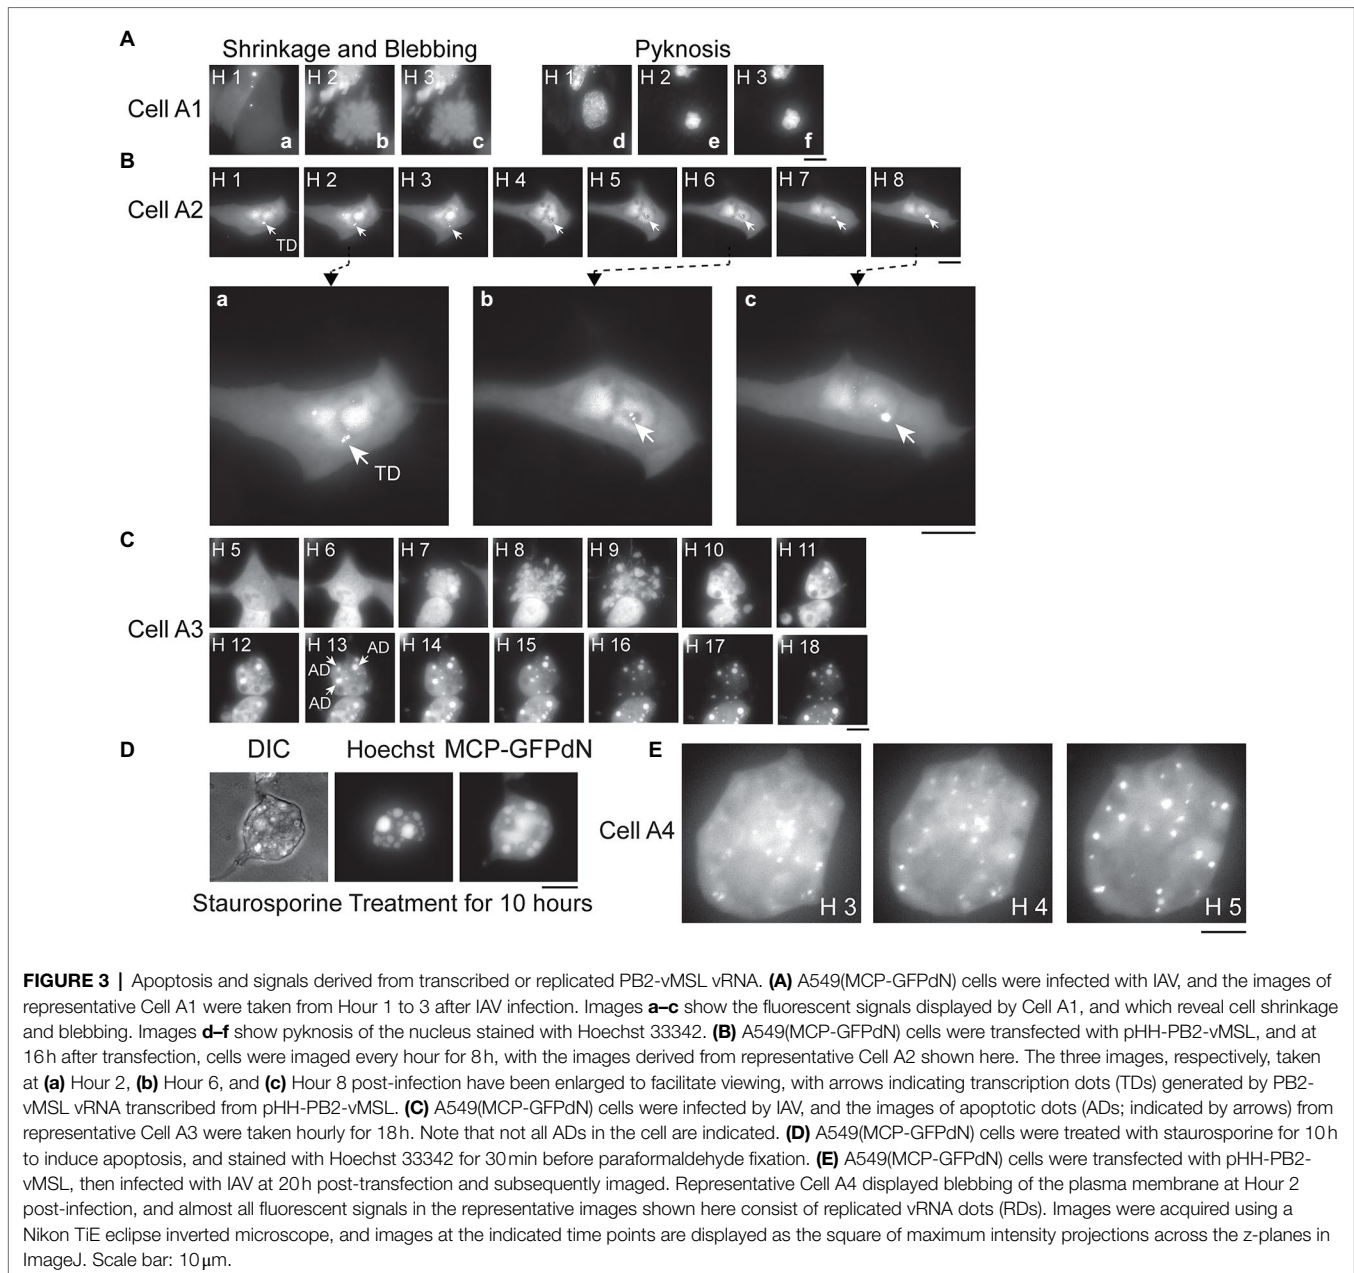 A
Shrinkage and Blebbing
Pyknosis
Cell A1
H 1
a
H 2
b
H 3
c
H 1
d
H 2
e
H 3
f
B
Cell A2
H 1
TD
H 2
H 3
H 4
H 5
H 6
H 7
H 8
a
TD
b
c
C
Cell A3
H 5
H 6
H 7
H 8
H 9
H 10
H 11
H 12
H 13
AD
AD
AD
H 14
H 15
H 16
H 17
H 18
D
DIC
Hoechst
MCP-GFPdN
Staurosporine Treatment for 10 hours
E
Cell A4
H 3
H 4
H 5
FIGURE 3 | Apoptosis and signals derived from transcribed or replicated PB2-vMSL vRNA. (A) A549(MCP-GFPdN) cells were infected with IAV, and the images of
representative Cell A1 were taken from Hour 1 to 3 after IAV infection. Images a–c show the fluorescent signals displayed by Cell A1, and which reveal cell shrinkage
and blebbing. Images d–f show pyknosis of the nucleus stained with Hoechst 33342. (B) A549(MCP-GFPdN) cells were transfected with pHH-PB2-vMSL, and at
16 h after transfection, cells were imaged every hour for 8 h, with the images derived from representative Cell A2 shown here. The three images, respectively, taken
at (a) Hour 2, (b) Hour 6, and (c) Hour 8 post-infection have been enlarged to facilitate viewing, with arrows indicating transcription dots (TDs) generated by PB2-
vMSL vRNA transcribed from pHH-PB2-vMSL. (C) A549(MCP-GFPdN) cells were infected by IAV, and the images of apoptotic dots (ADs; indicated by arrows) from
representative Cell A3 were taken hourly for 18 h. Note that not all ADs in the cell are indicated. (D) A549(MCP-GFPdN) cells were treated with staurosporine for 10 h
to induce apoptosis, and stained with Hoechst 33342 for 30 min before paraformaldehyde fixation. (E) A549(MCP-GFPdN) cells were transfected with pHH-PB2-
vMSL, then infected with IAV at 20 h post-transfection and subsequently imaged. Representative Cell A4 displayed blebbing of the plasma membrane at Hour 2
post-infection, and almost all fluorescent signals in the representative images shown here consist of replicated vRNA dots (RDs). Images were acquired using a
Nikon TiE eclipse inverted microscope, and images at the indicated time points are displayed as the square of maximum intensity projections across the z-planes in
ImageJ. Scale bar: 10 μm.